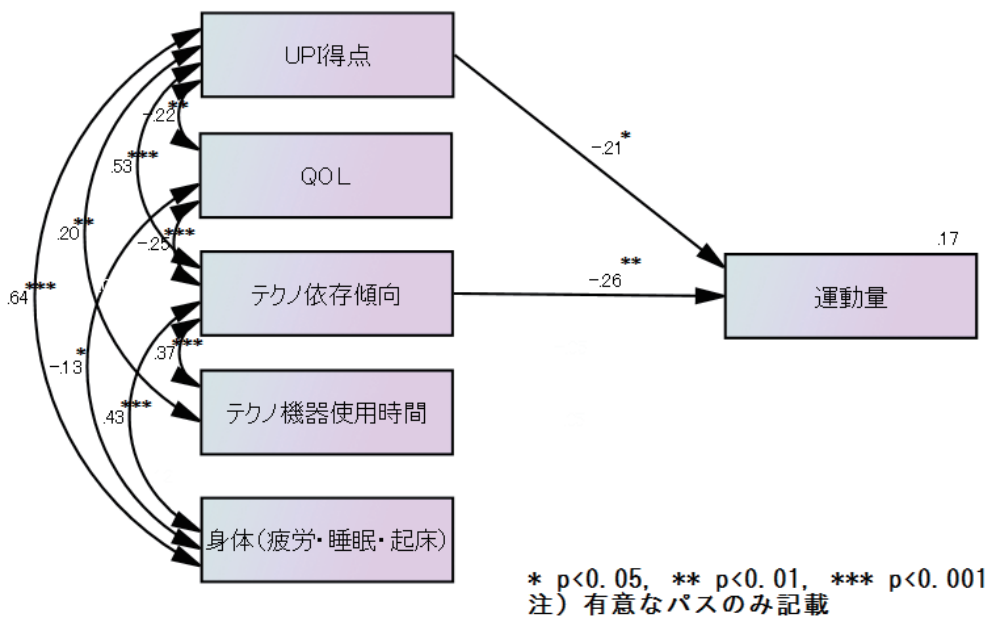 UPI得点
-.22**
QOL
-.21*
.53***
.20**
-.25***
.17
-.26**
テクノ依存傾向
運動量
.64***
-.13*
.37***
.43***
テクノ機器使用時間
身体(疲労・睡眠・起床)
* p<0.05, ** p<0.01, *** p<0.001
注) 有意なパスのみ記載